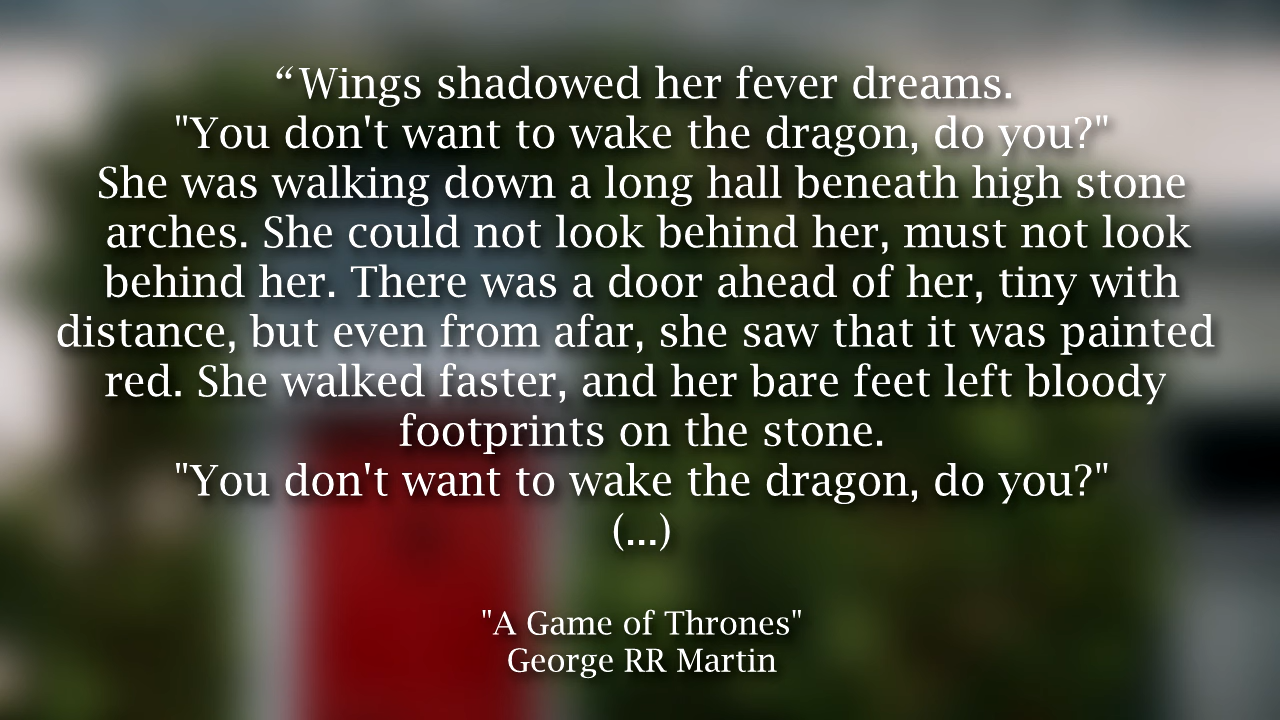 “Wings shadowed her fever dreams.
"You don't want to wake the dragon, do you?"
She was walking down a long hall beneath high stone
arches. She could not look behind her, must not look
behind her. There was a door ahead of her, tiny with
distance, but even from afar, she saw that it was painted
red. She walked faster, and her bare feet left bloody
footprints on the stone.
"You don't want to wake the dragon, do you?"
(...)
"A Game of Thrones"
George RR Martin